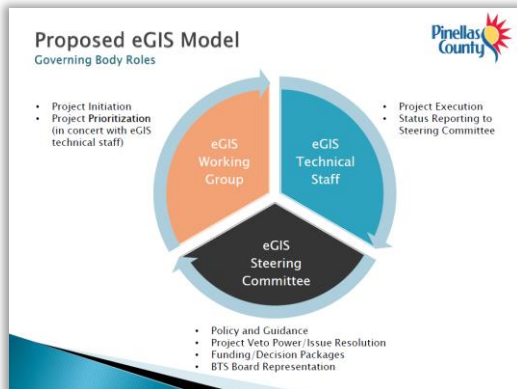 Proposed eGIS Model
Governing Body Roles
Pinellas
County
• Project Initiation
• Project Prioritization
(in concert with eGIS
technical staff)
eGIS
Working
Group
eGIS
Technical
Staff
• Project Execution
• Status Reporting to
Steering Committee
eGIS
Steering
Committee
• Policy and Guidance
• Project Veto Power/Issue Resolution
• Funding/Decision Packages
• BTS Board Representation